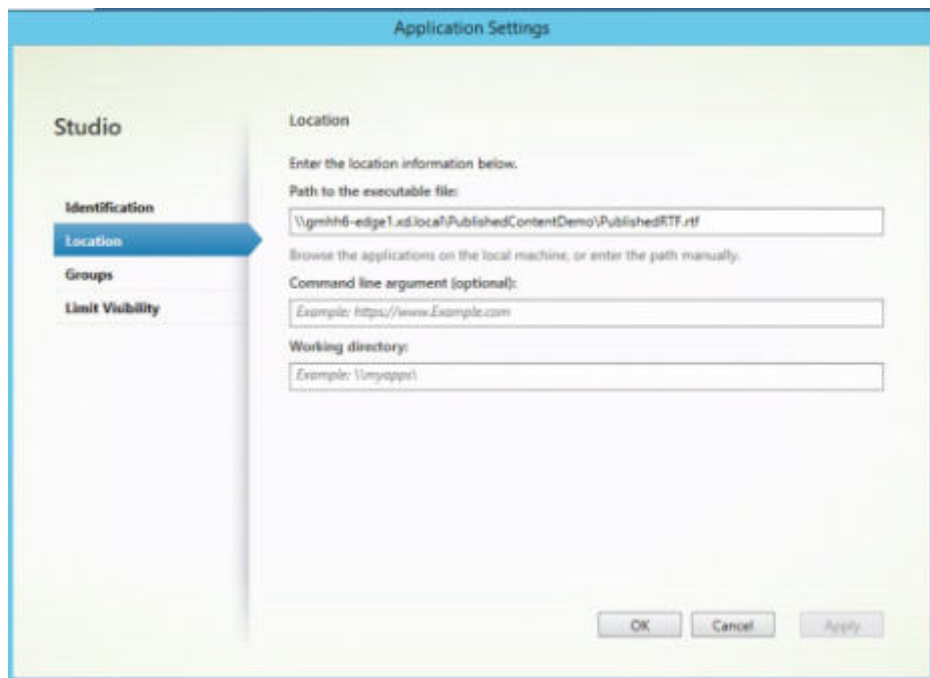 Application Settings
Studio
Identification
Location
Groups
Limit Visibility
Location
Enter the location information below.
Path to the executable file:
\\gmhh6-edge1.xd.local\PublishedContentDemo\PublishedRTF.rtf
Browse the applications on the local machine, or enter the path manually.
Command line argument (optional):
Example: https://www.Example.com
Working directory:
Example: \\myapps\
OK Cancel Apply